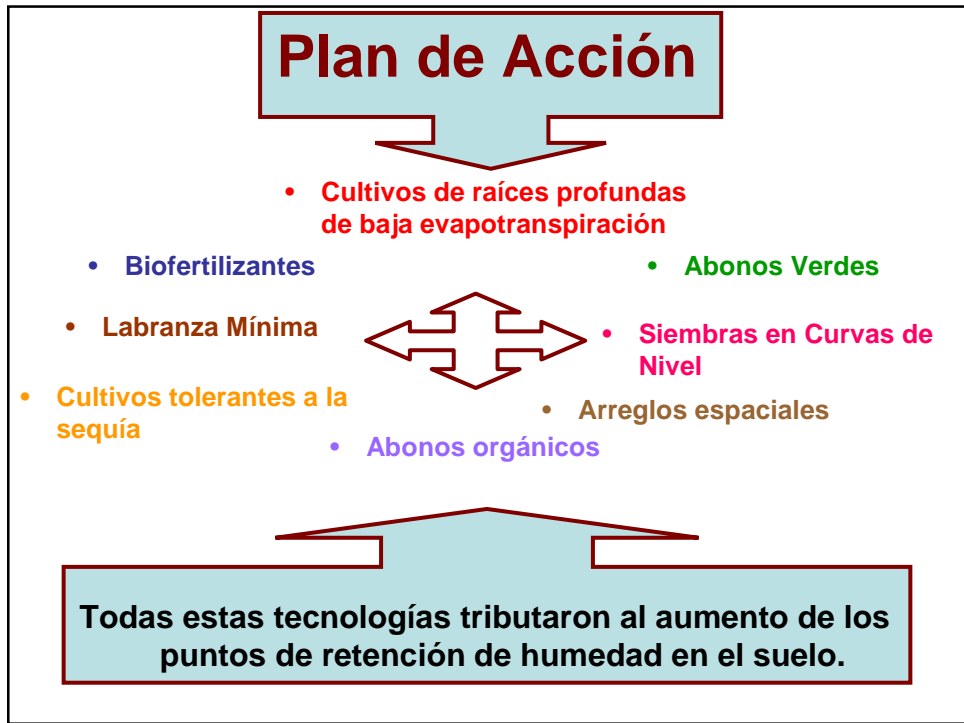 Plan de Acción
• Cultivos de raíces profundas
de baja evapotranspiración
• Biofertilizantes
• Abonos Verdes
• Labranza Mínima
• Siembras en Curvas de
Nivel
• Cultivos tolerantes a la
sequía
• Arreglos espaciales
• Abonos orgánicos
Todas estas tecnologías tributaron al aumento de los
puntos de retención de humedad en el suelo.